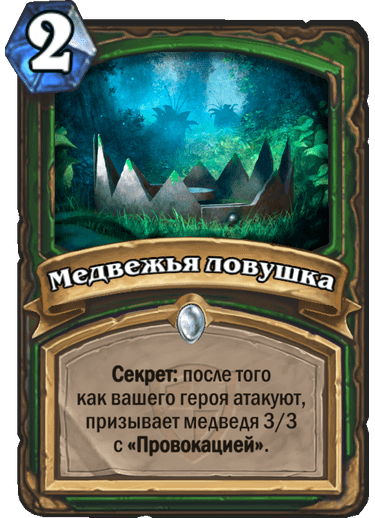 2
Медвежья ловушка
Секрет: после того
как вашего героя атакуют,
призывает медведя 3/3
с «Провокацией».